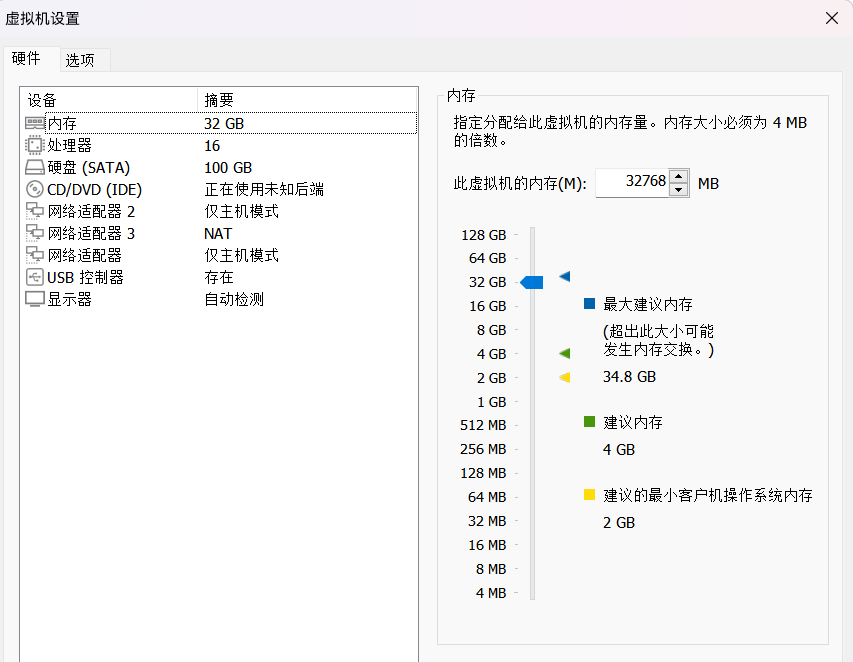 虚拟机设置
硬件 选项
设备 摘要
内存 32 GB
处理器 16
硬盘 (SATA) 100 GB
CD/DVD (IDE) 正在使用未知后端
网络适配器 2 仅主机模式
网络适配器 3 NAT
网络适配器 仅主机模式
USB 控制器 存在
显示器 自动检测
内存
指定分配给此虚拟机的内存量。内存大小必须为 4 MB
的倍数。
此虚拟机的内存(M): 32768 MB
128 GB
64 GB
32 GB
16 GB
8 GB
4 GB
2 GB
1 GB
512 MB
256 MB
128 MB
64 MB
32 MB
16 MB
8 MB
4 MB
最大建议内存
(超出此大小可能
发生内存交换。)
34.8 GB
建议内存
4 GB
建议的最小客户机操作系统内存
2 GB